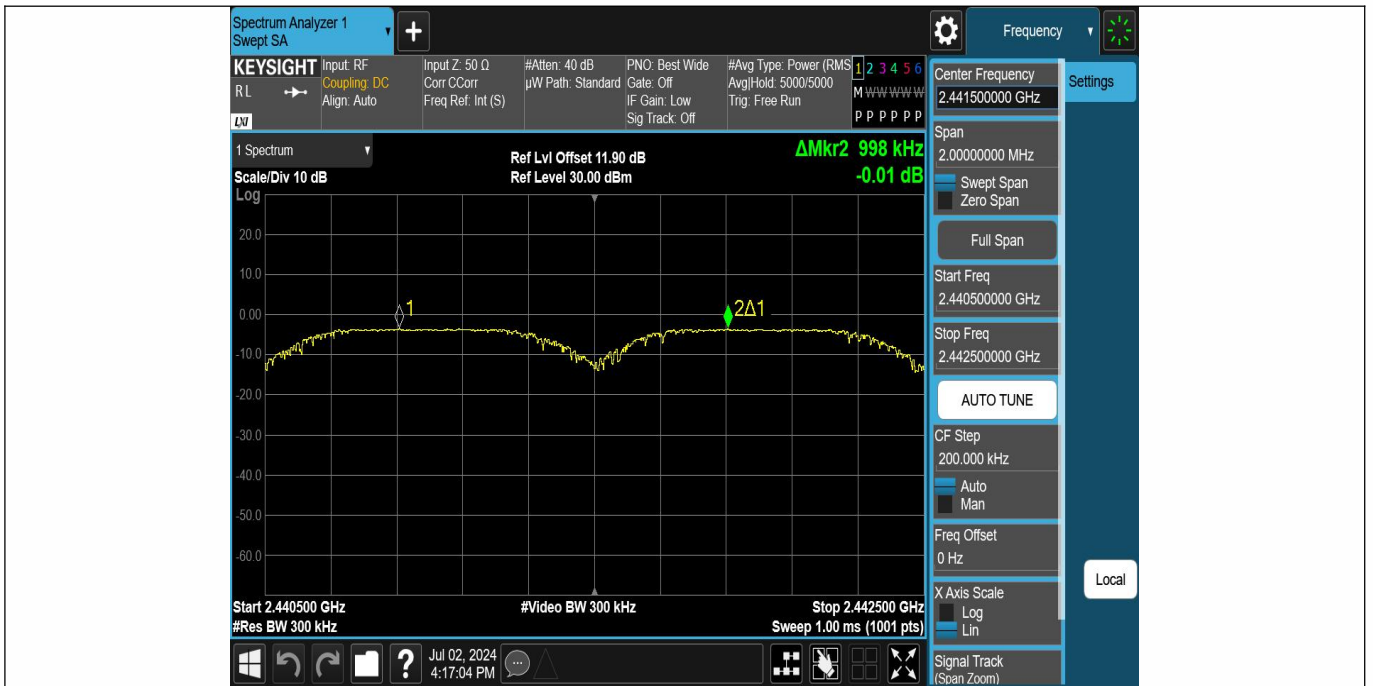 Spectrum Analyzer 1
Swept SA
+
Frequency
KEYSIGHT
R L
LXI
Input: RF
Coupling: DC
Align: Auto
Input Z: 50 Ω
Corr CCorr
Freq Ref: Int (S)
#Atten: 40 dB
µW Path: Standard
PNO: Best Wide
Gate: Off
IF Gain: Low
Sig Track: Off
#Avg Type: Power (RMS
Avg|Hold: 5000/5000
Trig: Free Run
1 2 3 4 5 6
M W W W W W
P P P P P P
1 Spectrum
Scale/Div 10 dB
Log
Ref Lvl Offset 11.90 dB
Ref Level 30.00 dBm
ΔMkr2 998 kHz
-0.01 dB
20.0
10.0
0.00
-10.0
-20.0
-30.0
-40.0
-50.0
-60.0
1
2Δ1
Start 2.440500 GHz
#Res BW 300 kHz
#Video BW 300 kHz
Stop 2.442500 GHz
Sweep 1.00 ms (1001 pts)
Center Frequency
2.441500000 GHz
Settings
Span
2.00000000 MHz
Swept Span
Zero Span
Full Span
Start Freq
2.440500000 GHz
Stop Freq
2.442500000 GHz
AUTO TUNE
CF Step
200.000 kHz
Auto
Man
Freq Offset
0 Hz
Local
X Axis Scale
Log
Lin
Signal Track
(Span Zoom)
?
Jul 02, 2024
4:17:04 PM